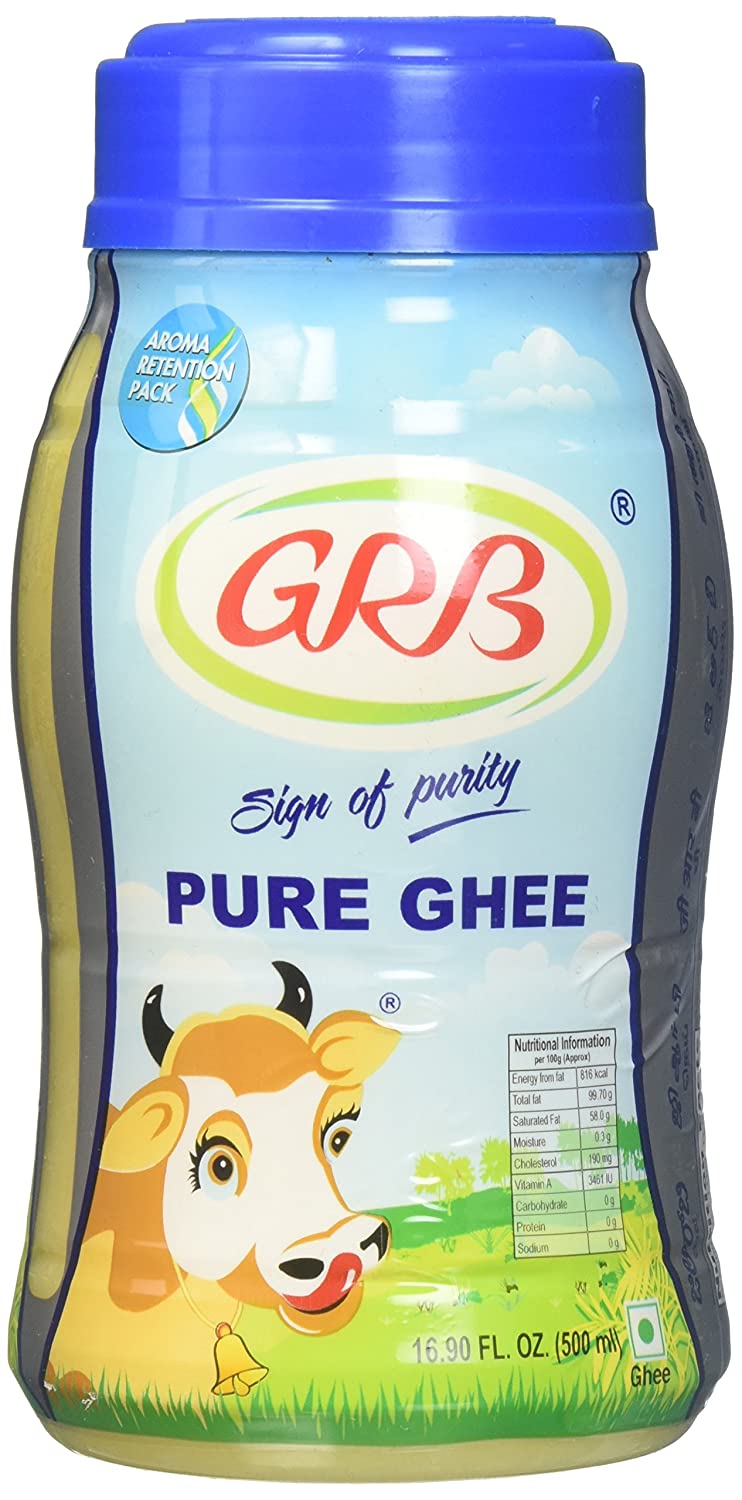 AROMA
RETENTION
PACK
GRB
®
Sign of purity
PURE GHEE
®
Nutritional Information
per 100g (Approx)
Energy from fat 816 kcal
Total fat 99.70 g
Saturated Fat 58.0 g
Moisture 0.3 g
Cholesterol 190 mg
Vitamin A 3461 IU
Carbohydrate 0 g
Protein 0 g
Sodium 0 g
16.90 FL. OZ. (500 ml)
Ghee